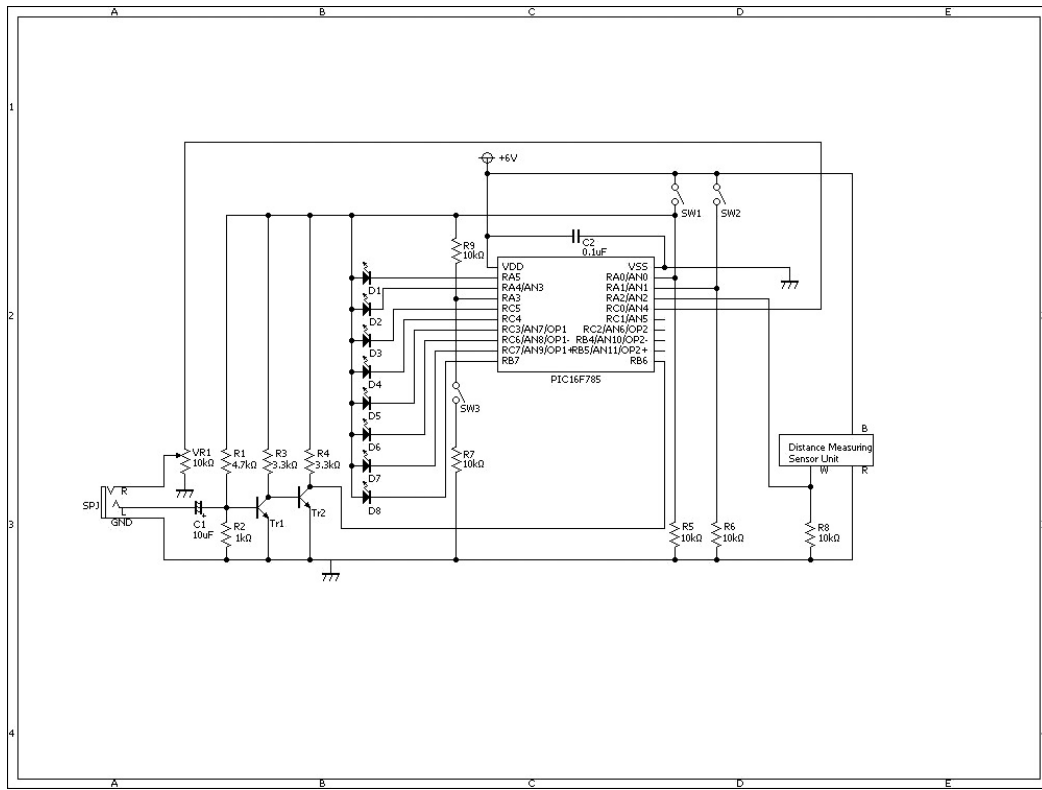 A B C D E
1
+6V
SW1 SW2
R9
10kΩ
C2
0.1uF
VDD VSS
RA5 RA0/AN0
RA4/AN3 RA1/AN1
RA3 RA2/AN2
RC5 RC0/AN4
RC4 RC1/AN5
RC3/AN7/OP1 RC2/AN6/OP2
RC6/AN8/OP1- RB4/AN10/OP2-
RC7/AN9/OP1+ RB5/AN11/OP2+
RB7 RB6
PIC16F785
D1
D2
D3
D4
D5
D6
D7
D8
2
SW3
B
Distance Measuring
Sensor Unit
W R
VR1
10kΩ
R1
4.7kΩ
R3
3.3kΩ
R4
3.3kΩ
R7
10kΩ
SPJ
R
L
GND
C1
10uF
+
R2
1kΩ
Tr1
Tr2
3
R5
10kΩ
R6
10kΩ
R8
10kΩ
4
A B C D E